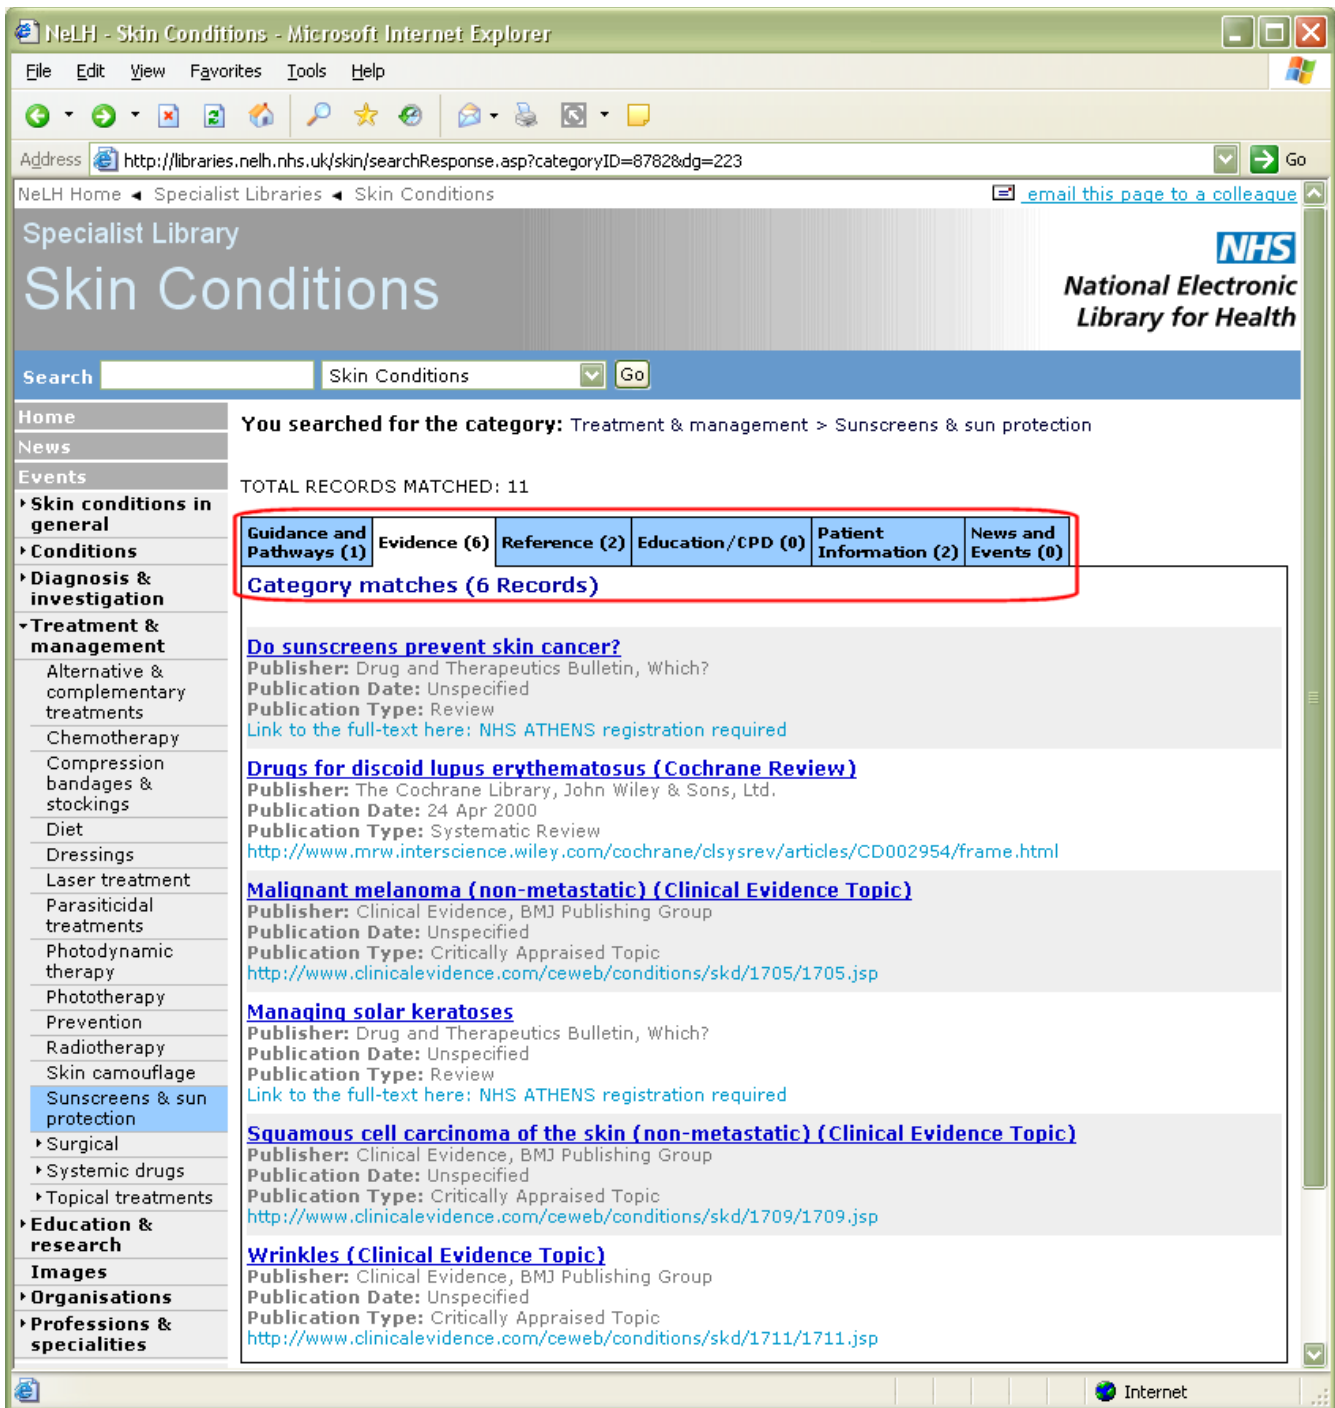 NeLH - Skin Conditions - Microsoft Internet Explorer
File Edit View Favorites Tools Help
Address http://libraries.nelh.nhs.uk/skin/searchResponse.asp?categoryID=8782&dg=223 Go
NeLH Home ◄ Specialist Libraries ◄ Skin Conditions email this page to a colleague
Specialist Library
Skin Conditions
NHS
National Electronic
Library for Health
Search Skin Conditions Go
Home
News
Events
Skin conditions in
general
Conditions
Diagnosis &
investigation
Treatment &
management
Alternative &
complementary
treatments
Chemotherapy
Compression
bandages &
stockings
Diet
Dressings
Laser treatment
Parasiticidal
treatments
Photodynamic
therapy
Phototherapy
Prevention
Radiotherapy
Skin camouflage
Sunscreens & sun
protection
Surgical
Systemic drugs
Topical treatments
Education &
research
Images
Organisations
Professions &
specialities
You searched for the category: Treatment & management > Sunscreens & sun protection
TOTAL RECORDS MATCHED: 11
Guidance and
Pathways (1)
Evidence (6)
Reference (2)
Education/CPD (0)
Patient
Information (2)
News and
Events (0)
Category matches (6 Records)
Do sunscreens prevent skin cancer?
Publisher: Drug and Therapeutics Bulletin, Which?
Publication Date: Unspecified
Publication Type: Review
Link to the full-text here: NHS ATHENS registration required
Drugs for discoid lupus erythematosus (Cochrane Review)
Publisher: The Cochrane Library, John Wiley & Sons, Ltd.
Publication Date: 24 Apr 2000
Publication Type: Systematic Review
http://www.mrw.interscience.wiley.com/cochrane/clsysrev/articles/CD002954/frame.html
Malignant melanoma (non-metastatic) (Clinical Evidence Topic)
Publisher: Clinical Evidence, BMJ Publishing Group
Publication Date: Unspecified
Publication Type: Critically Appraised Topic
http://www.clinicalevidence.com/ceweb/conditions/skd/1705/1705.jsp
Managing solar keratoses
Publisher: Drug and Therapeutics Bulletin, Which?
Publication Date: Unspecified
Publication Type: Review
Link to the full-text here: NHS ATHENS registration required
Squamous cell carcinoma of the skin (non-metastatic) (Clinical Evidence Topic)
Publisher: Clinical Evidence, BMJ Publishing Group
Publication Date: Unspecified
Publication Type: Critically Appraised Topic
http://www.clinicalevidence.com/ceweb/conditions/skd/1709/1709.jsp
Wrinkles (Clinical Evidence Topic)
Publisher: Clinical Evidence, BMJ Publishing Group
Publication Date: Unspecified
Publication Type: Critically Appraised Topic
http://www.clinicalevidence.com/ceweb/conditions/skd/1711/1711.jsp
Internet